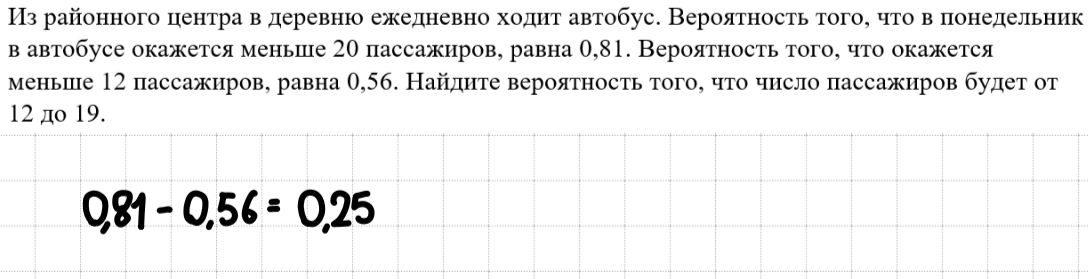 Из районного центра в деревню ежедневно ходит автобус. Вероятность того, что в понедельник
в автобусе окажется меньше 20 пассажиров, равна 0,81. Вероятность того, что окажется
меньше 12 пассажиров, равна 0,56. Найдите вероятность того, что число пассажиров будет от
12 до 19.
0,81 - 0,56 = 0,25